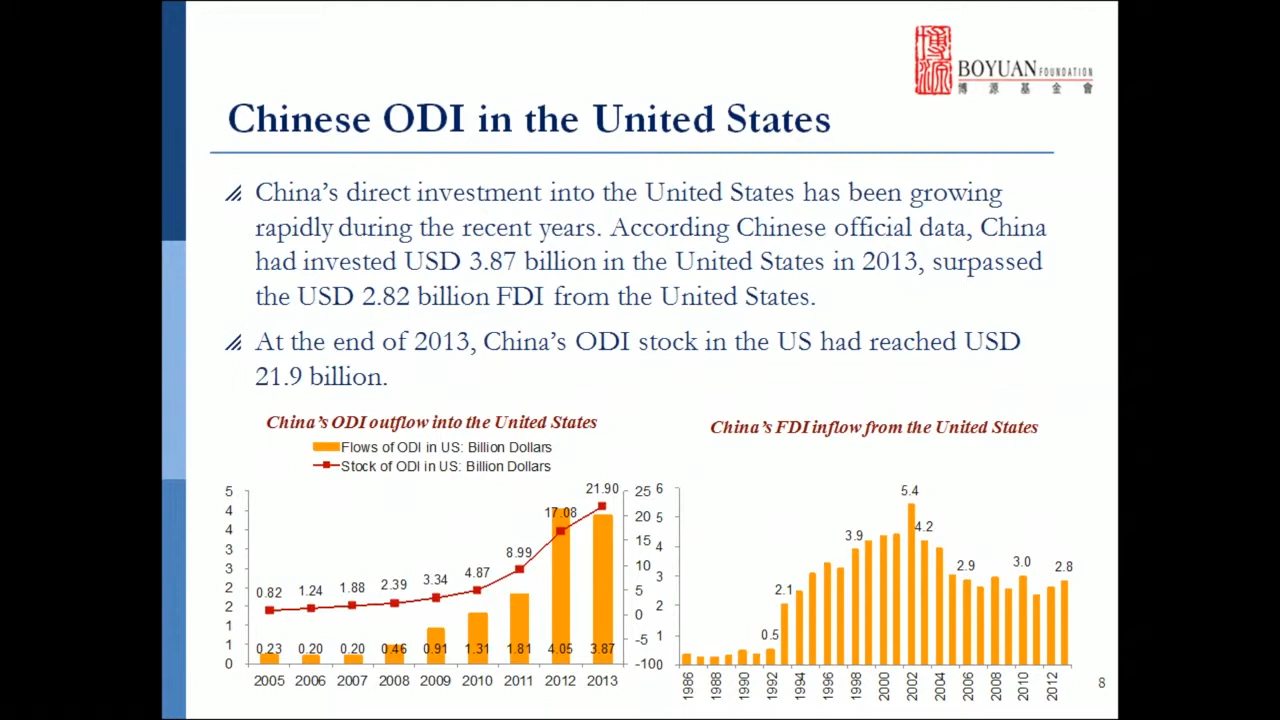 博源
BOYUAN FOUNDATION
博源基金會
Chinese ODI in the United States
China's direct investment into the United States has been growing
rapidly during the recent years. According Chinese official data, China
had invested USD 3.87 billion in the United States in 2013, surpassed
the USD 2.82 billion FDI from the United States.
At the end of 2013, China's ODI stock in the US had reached USD
21.9 billion.
China's ODI outflow into the United States
Flows of ODI in US: Billion Dollars
Stock of ODI in US: Billion Dollars
5
4
4
3
3
2
2
1
1
0
0.82 1.24 1.88 2.39 3.34 4.87 8.99 17.08 21.90
0.23 0.20 0.20 0.46 0.91 1.31 1.81 4.05 3.87
25
20
15
10
5
0
-5
-10
2005 2006 2007 2008 2009 2010 2011 2012 2013
China's FDI inflow from the United States
6
5
4
3
2
1
0
0.5 2.1 3.9 5.4 4.2 2.9 3.0 2.8
1986 1988 1990 1992 1994 1996 1998 2000 2002 2004 2006 2008 2010 2012
8